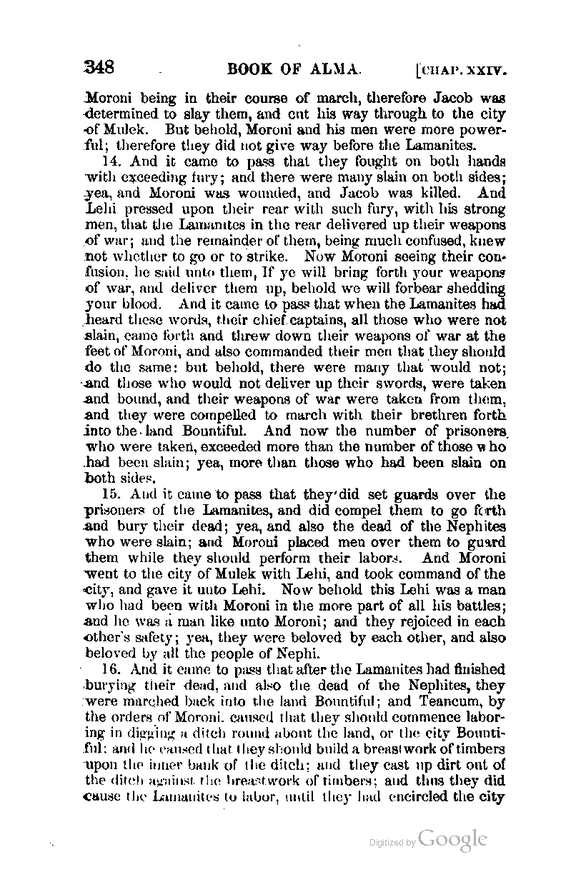 348 BOOK OF ALMA. [CHAP. XXIV.
Moroni being in their course of march, therefore Jacob was
determined to slay them, and cut his way through to the city
of Mulek. But behold, Moroni and his men were more power-
ful; therefore they did not give way before the Lamanites.
14. And it came to pass that they fought on both hands
with exceeding fury; and there were many slain on both sides;
yea, and Moroni was wounded, and Jacob was killed. And
Lehi pressed upon their rear with such fury, with his strong
men, that the Lamanites in the rear delivered up their weapons
of war; and the remainder of them, being much confused, knew
not whether to go or to strike. Now Moroni seeing their con-
fusion, he said unto them, If ye will bring forth your weapons
of war, and deliver them up, behold we will forbear shedding
your blood. And it came to pass that when the Lamanites had
heard these words, their chief captains, all those who were not
slain, came forth and threw down their weapons of war at the
feet of Moroni, and also commanded their men that they should
do the same: but behold, there were many that would not;
and those who would not deliver up their swords, were taken
and bound, and their weapons of war were taken from them,
and they were compelled to march with their brethren forth
into the land Bountiful. And now the number of prisoners
who were taken, exceeded more than the number of those who
had been slain; yea, more than those who had been slain on
both sides.
15. And it came to pass that they did set guards over the
prisoners of the Lamanites, and did compel them to go forth
and bury their dead; yea, and also the dead of the Nephites
who were slain; and Moroni placed men over them to guard
them while they should perform their labors. And Moroni
went to the city of Mulek with Lehi, and took command of the
city, and gave it unto Lehi. Now behold this Lehi was a man
who had been with Moroni in the more part of all his battles;
and he was a man like unto Moroni; and they rejoiced in each
other's safety; yea, they were beloved by each other, and also
beloved by all the people of Nephi.
16. And it came to pass that after the Lamanites had finished
burying their dead, and also the dead of the Nephites, they
were marched back into the land Bountiful; and Teancum, by
the orders of Moroni, caused that they should commence labor-
ing in digging a ditch round about the land, or the city Bounti-
ful; and he caused that they should build a breastwork of timbers
upon the inner bank of the ditch; and they cast up dirt out of
the ditch against the breastwork of timbers; and thus they did
cause the Lamanites to labor, until they had encircled the city
Digitized by Google